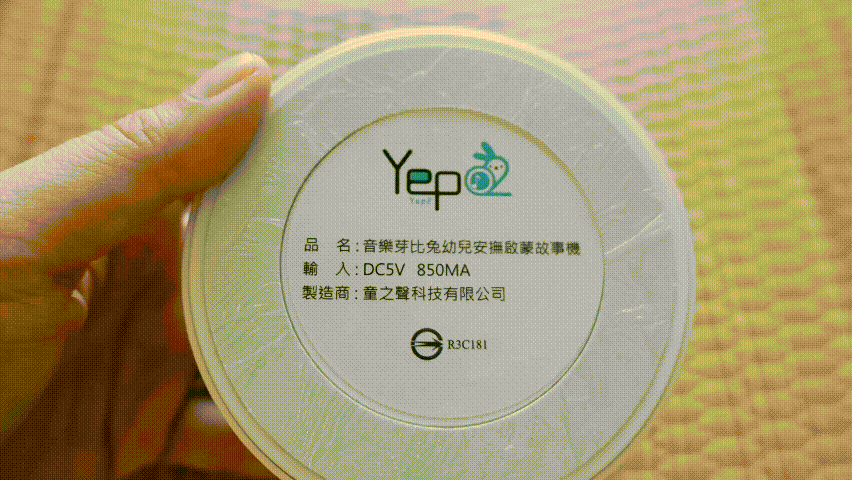 Yep
Yep2
品 名:音樂芽比兔幼兒安撫啟蒙故事機
輸 入:DC5V 850MA
製造商:童之聲科技有限公司
R3C181